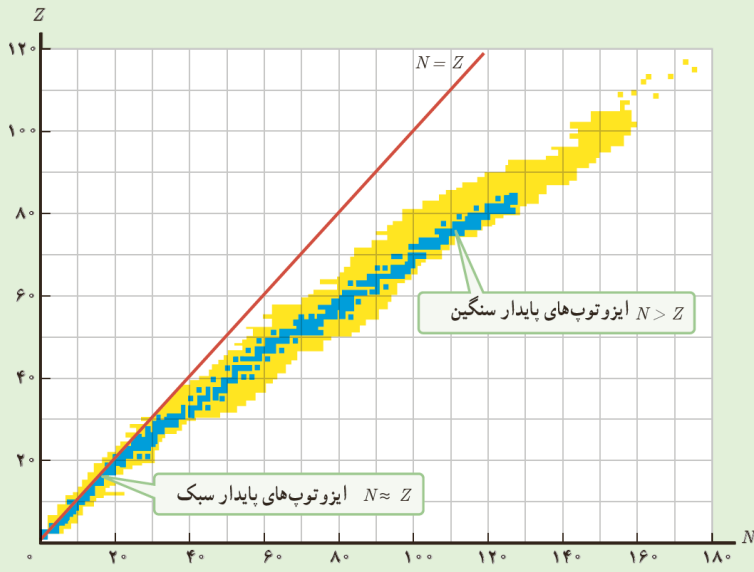 Z
۱۲۰
N = Z
۱۰۰
۸۰
۶۰
ایزوتوپ‌های پایدار سنگین N > Z
۴۰
۲۰
ایزوتوپ‌های پایدار سبک N ≈ Z
۰ ۲۰ ۴۰ ۶۰ ۸۰ ۱۰۰ ۱۲۰ ۱۴۰ ۱۶۰ ۱۸۰ N